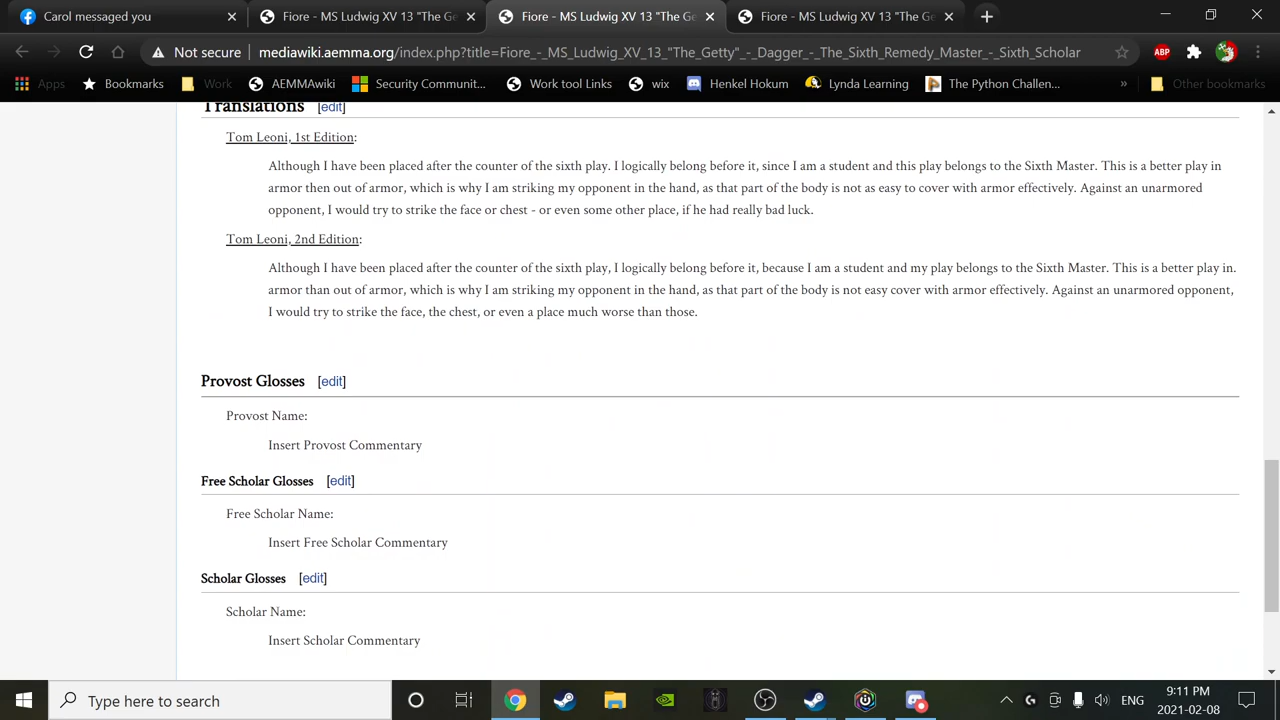 Carol messaged you
Fiore - MS Ludwig XV 13 "The Ge
Fiore - MS Ludwig XV 13 "The Ge
Fiore - MS Ludwig XV 13 "The Ge
Not secure mediawiki.aemma.org/index.php?title=Fiore_-_MS_Ludwig_XV_13_"The_Getty"_-_Dagger_-_The_Sixth_Remedy_Master_-_Sixth_Scholar
ABP
Apps Bookmarks Work AEMMAwiki Security Communit... Work tool Links wix Henkel Hokum Lynda Learning The Python Challen... » Other bookmarks
Translations [edit]
Tom Leoni, 1st Edition:
Although I have been placed after the counter of the sixth play. I logically belong before it, since I am a student and this play belongs to the Sixth Master. This is a better play in
armor then out of armor, which is why I am striking my opponent in the hand, as that part of the body is not as easy to cover with armor effectively. Against an unarmored
opponent, I would try to strike the face or chest - or even some other place, if he had really bad luck.
Tom Leoni, 2nd Edition:
Although I have been placed after the counter of the sixth play, I logically belong before it, because I am a student and my play belongs to the Sixth Master. This is a better play in.
armor than out of armor, which is why I am striking my opponent in the hand, as that part of the body is not easy cover with armor effectively. Against an unarmored opponent,
I would try to strike the face, the chest, or even a place much worse than those.
Provost Glosses [edit]
Provost Name:
Insert Provost Commentary
Free Scholar Glosses [edit]
Free Scholar Name:
Insert Free Scholar Commentary
Scholar Glosses [edit]
Scholar Name:
Insert Scholar Commentary
Type here to search
ENG
9:11 PM
2021-02-08